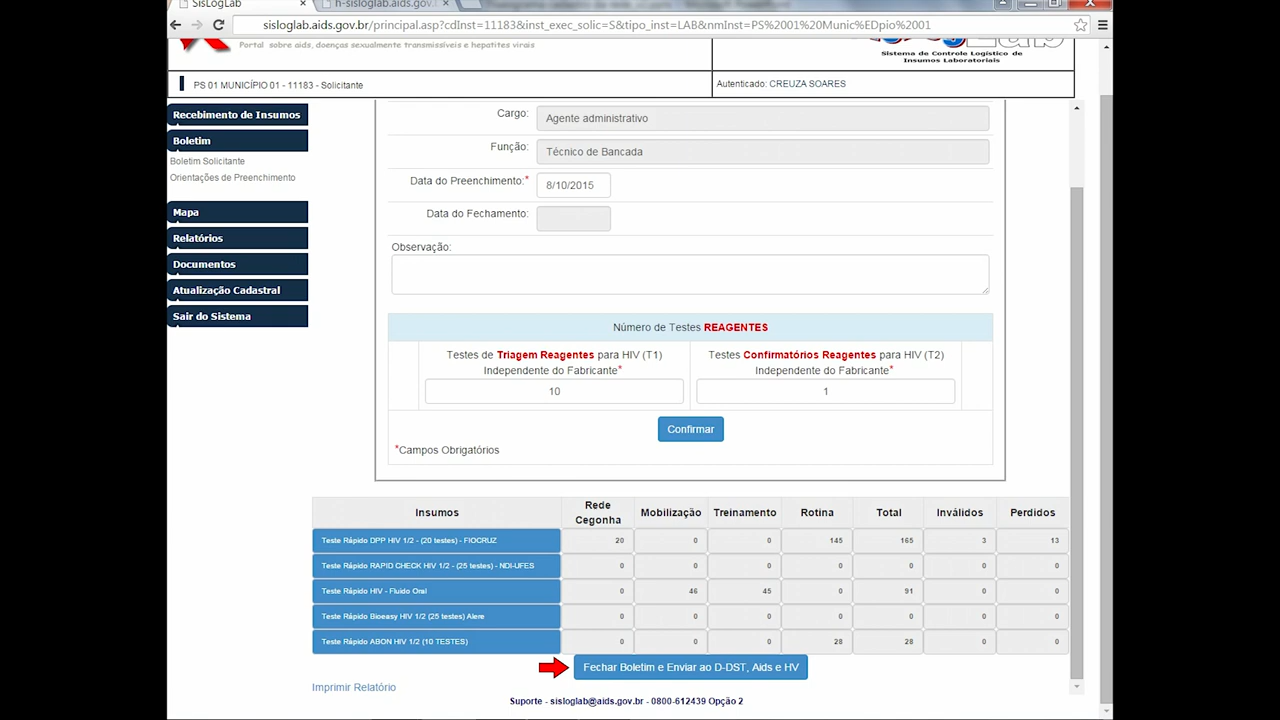 SisLogLab
h-sisloglab.aids.gov.br/
sisloglab.aids.gov.br/principal.asp?cdInst=11183&inst_exec_solic=S&tipo_inst=LAB&nmInst=PS%2001%20Munic%EDpio%2001
Portal sobre aids, doenças sexualmente transmissíveis e hepatites virais
Sistema de Controle Logístico de
Insumos Laboratoriais
PS 01 MUNICÍPIO 01 - 11183 - Solicitante
Autenticado: CREUZA SOARES
Recebimento de Insumos
Boletim
Boletim Solicitante
Orientações de Preenchimento
Mapa
Relatórios
Documentos
Atualização Cadastral
Sair do Sistema
Cargo: Agente administrativo
Função: Técnico de Bancada
Data do Preenchimento:* 8/10/2015
Data do Fechamento:
Observação:
Número de Testes REAGENTES
Testes de Triagem Reagentes para HIV (T1)
Independente do Fabricante*
10
Testes Confirmatórios Reagentes para HIV (T2)
Independente do Fabricante*
1
Confirmar
*Campos Obrigatórios
Insumos Rede Cegonha Mobilização Treinamento Rotina Total Inválidos Perdidos
Teste Rápido DPP HIV 1/2 - (20 testes) - FIOCRUZ 20 0 0 145 165 3 13
Teste Rápido RAPID CHECK HIV 1/2 - (25 testes) - NDI-UFES 0 0 0 0 0 0 0
Teste Rápido HIV - Fluido Oral 0 46 45 0 91 0 0
Teste Rápido Bioeasy HIV 1/2 (25 testes) Alere 0 0 0 0 0 0 0
Teste Rápido ABON HIV 1/2 (10 TESTES) 0 0 0 28 28 0 0
Fechar Boletim e Enviar ao D-DST, Aids e HV
Imprimir Relatório
Suporte - sisloglab@aids.gov.br - 0800-612439 Opção 2